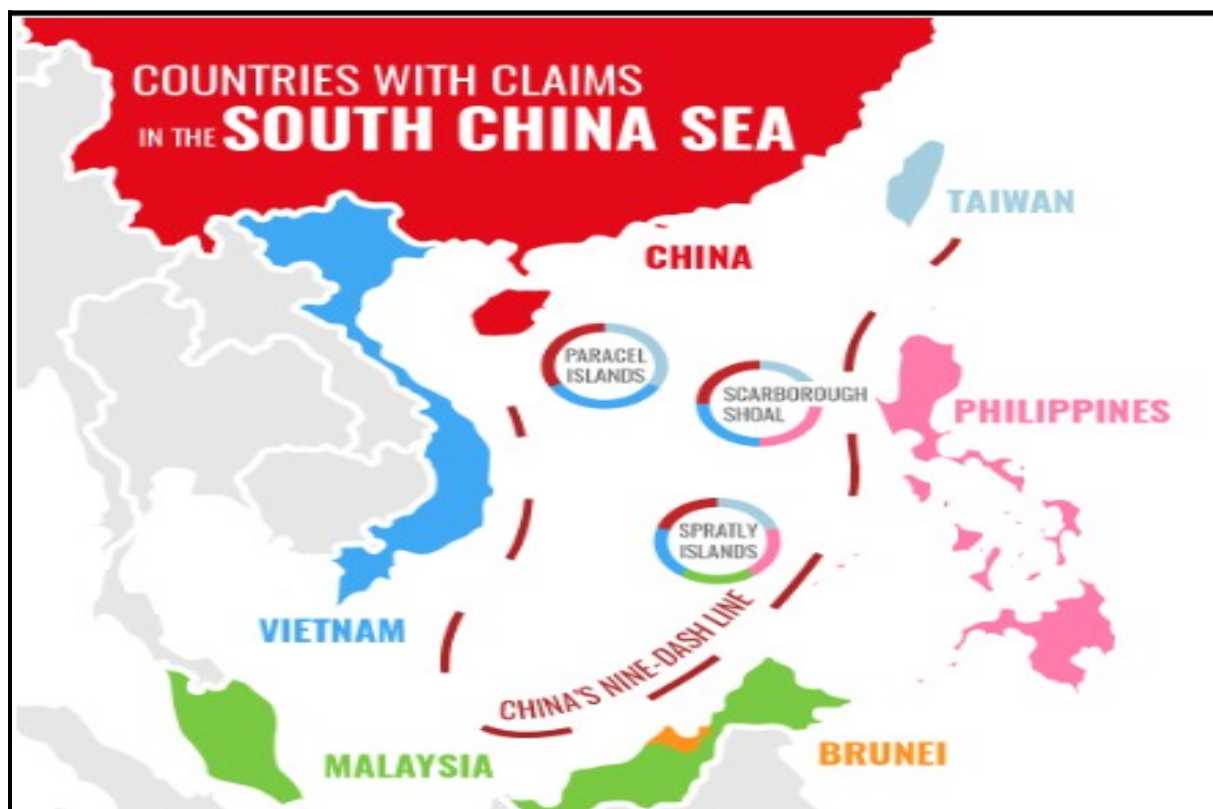 COUNTRIES WITH CLAIMS
IN THE SOUTH CHINA SEA
TAIWAN
CHINA
PARACEL
ISLANDS
SCARBOROUGH
SHOAL
PHILIPPINES
SPRATLY
ISLANDS
VIETNAM
CHINA'S NINE-DASH LINE
MALAYSIA
BRUNEI